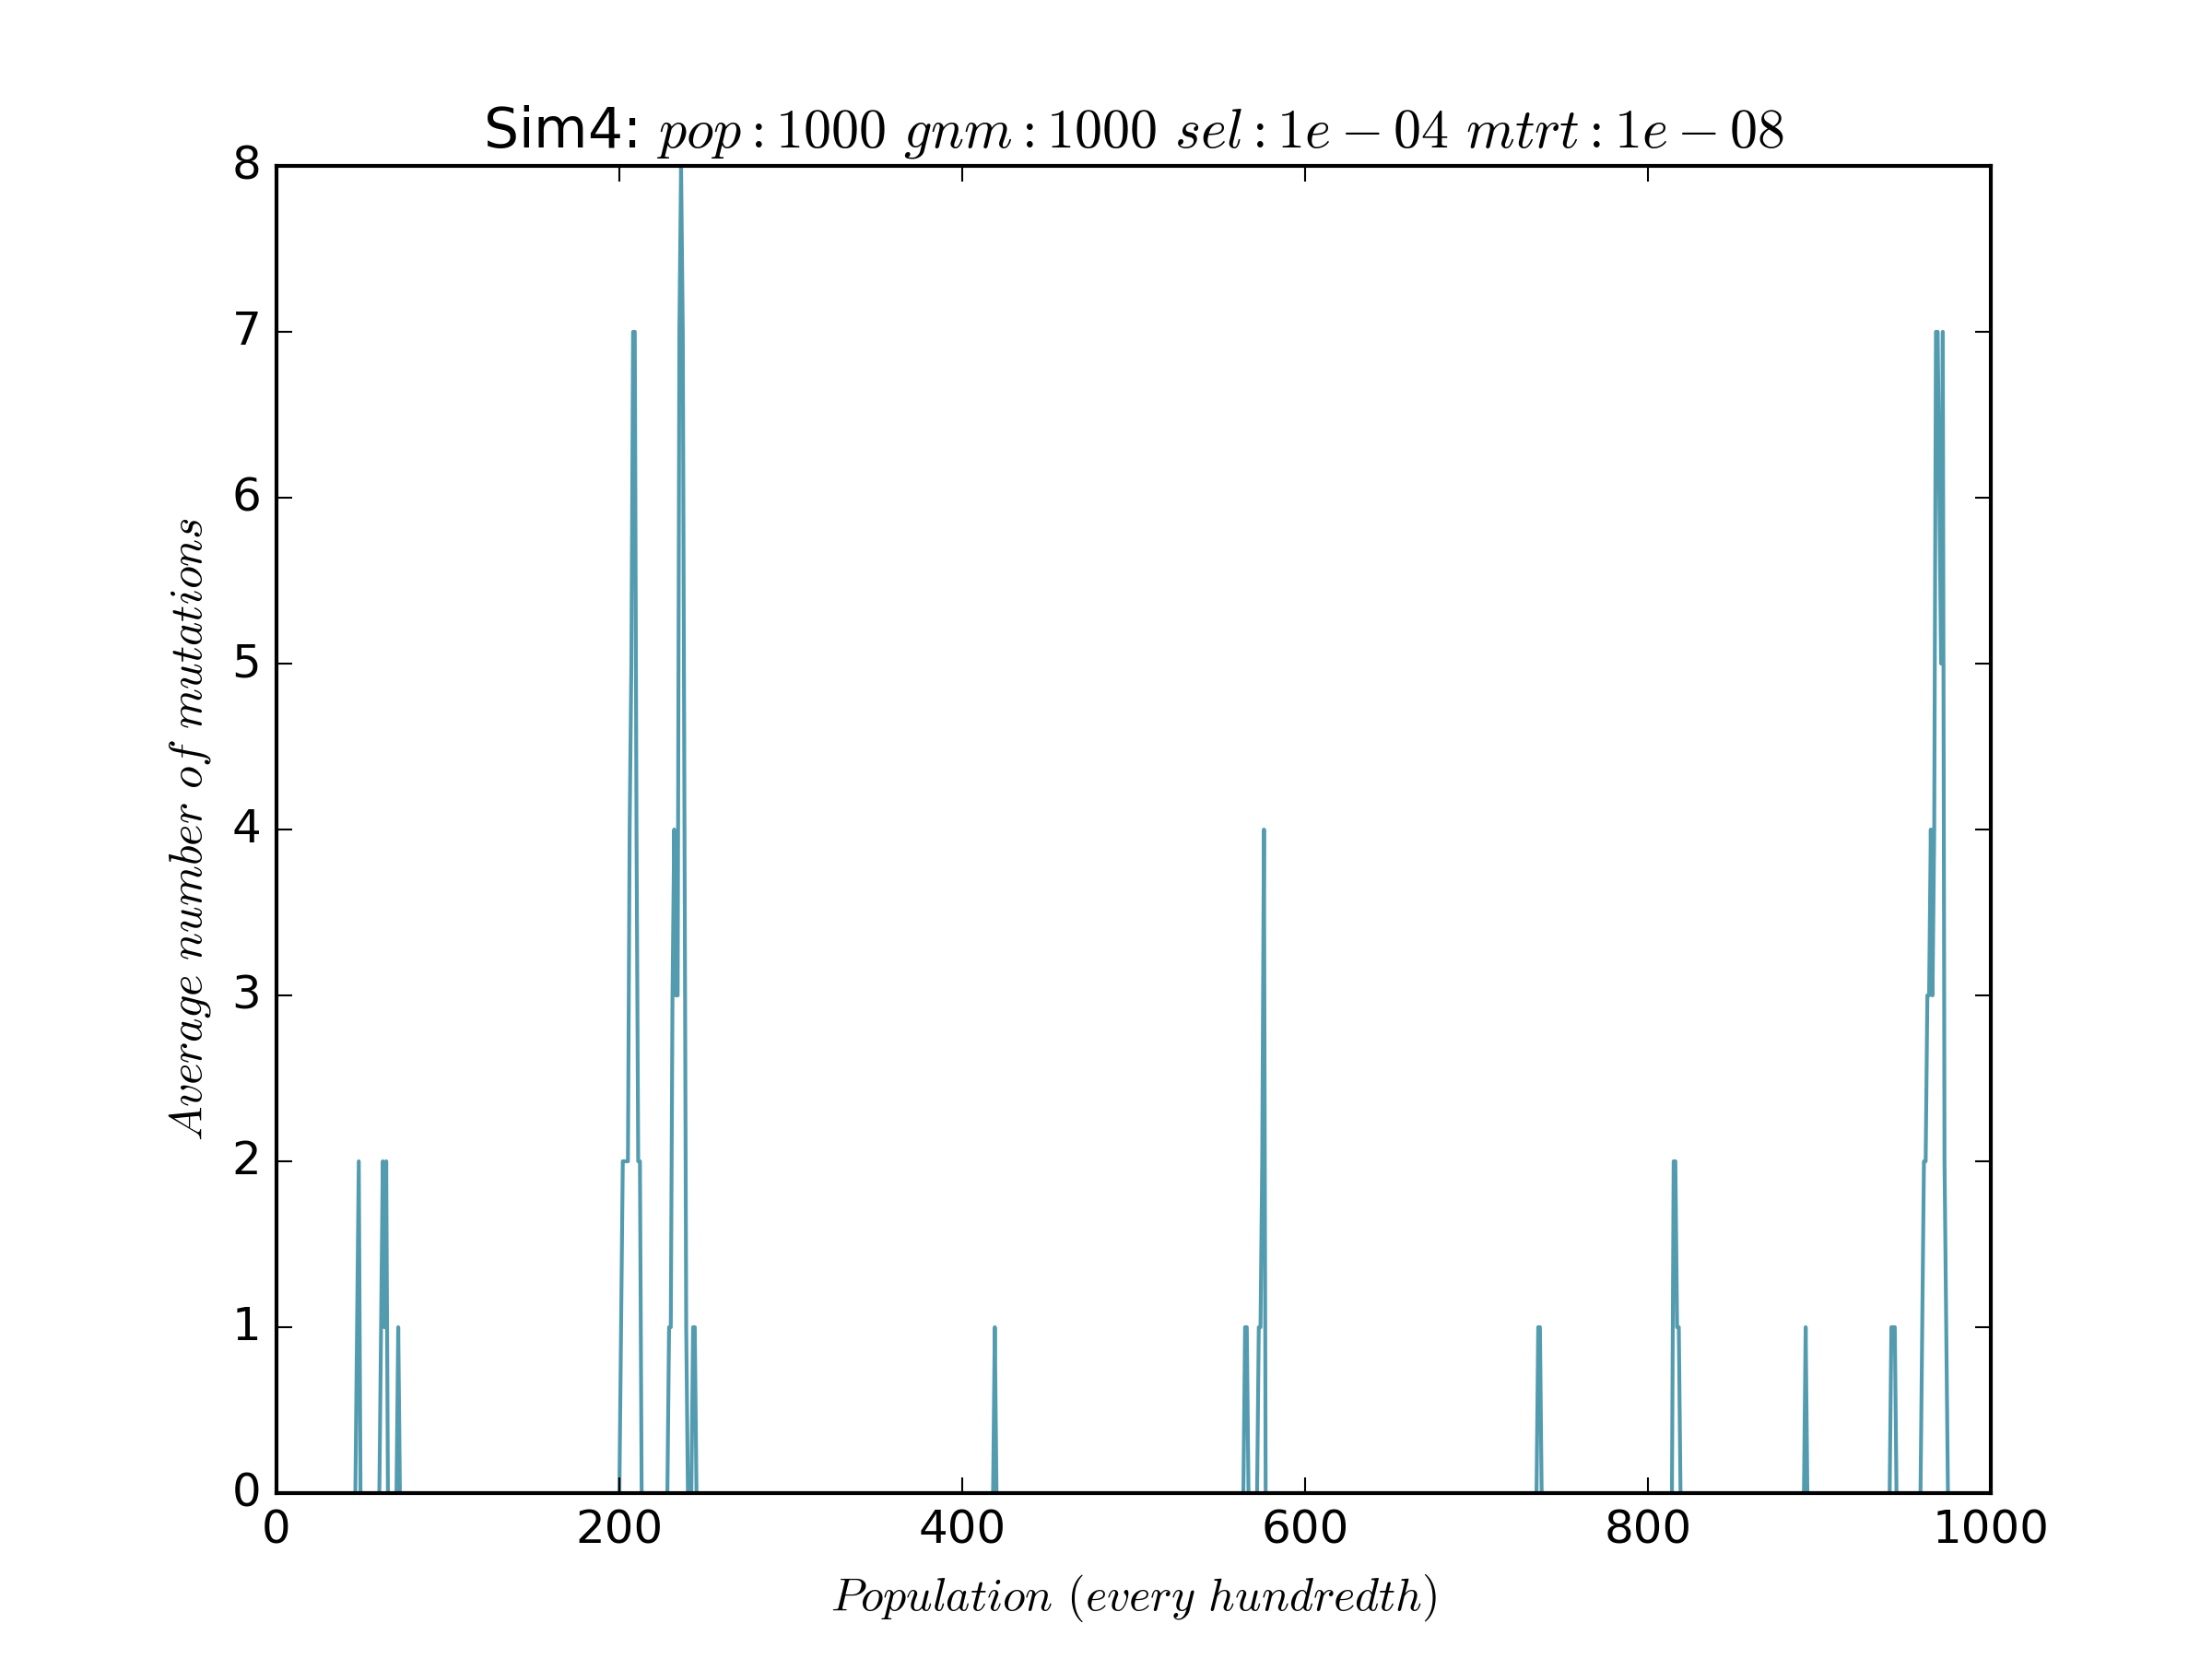 Sim4: pop : 1000 gnm : 1000 sel : 1e − 04 mtrt : 1e − 08
8
7
6
5
4
3
2
1
0
Average number of mutations
0 200 400 600 800 1000
Population (every hundredth)